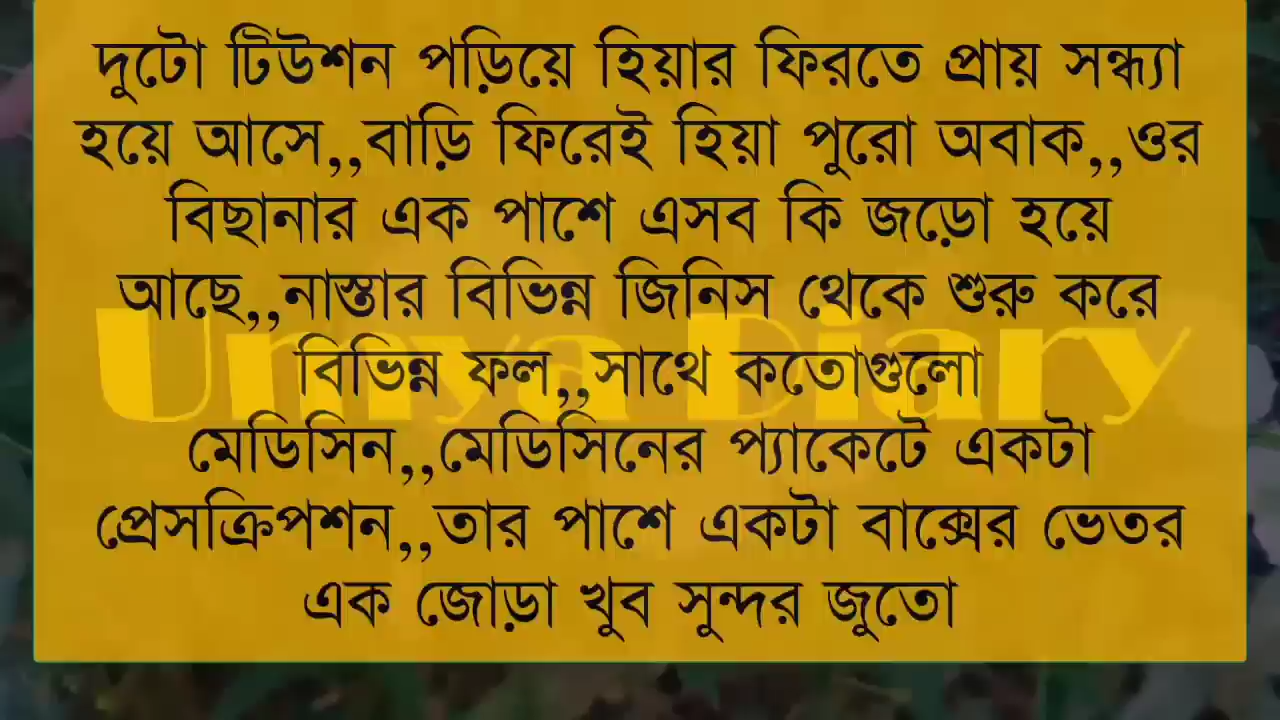 দুটো টিউশন পড়িয়ে হিয়ার ফিরতে প্রায় সন্ধ্যা
হয়ে আসে,,বাড়ি ফিরেই হিয়া পুরো অবাক,,ওর
বিছানার এক পাশে এসব কি জড়ো হয়ে
আছে,,নাস্তার বিভিন্ন জিনিস থেকে শুরু করে
বিভিন্ন ফল,,সাথে কতোগুলো
মেডিসিন,,মেডিসিনের প্যাকেটে একটা
প্রেসক্রিপশন,,তার পাশে একটা বাক্সের ভেতর
এক জোড়া খুব সুন্দর জুতো